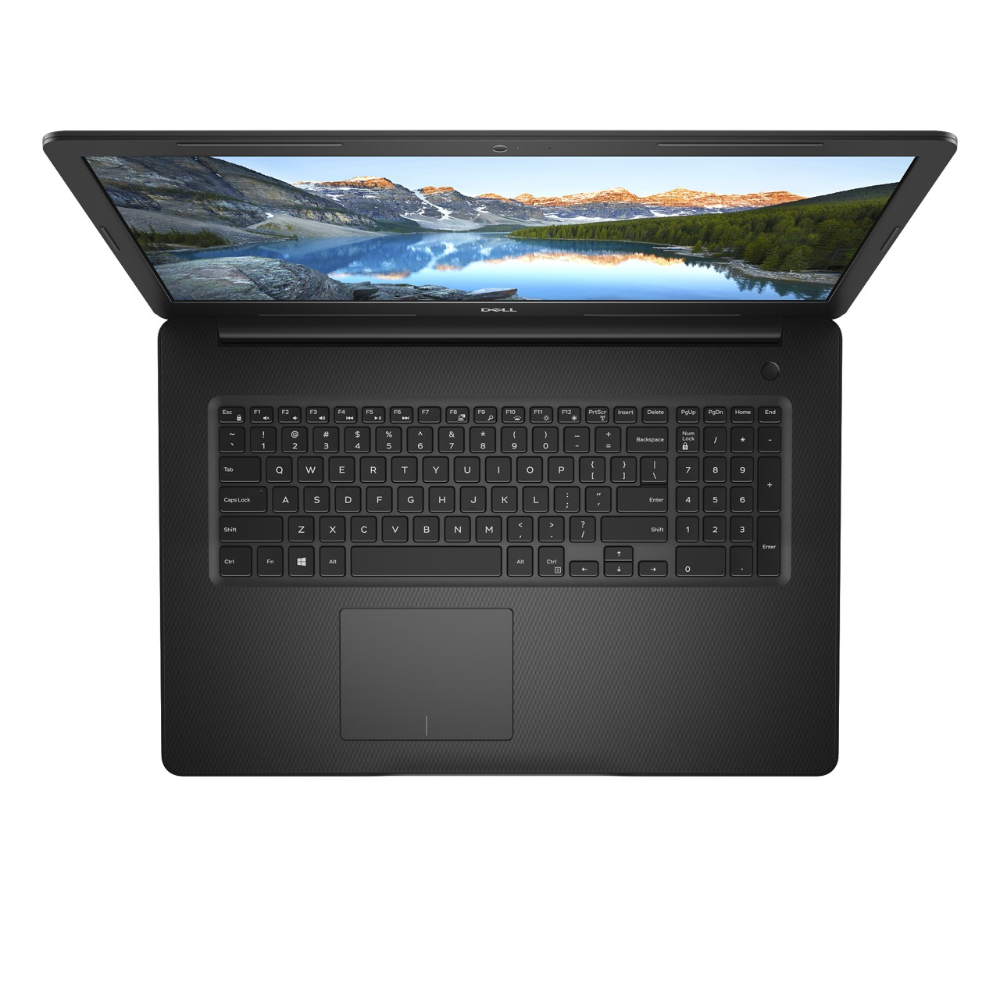 DELL
Esc F1 F2 F3 F4 F5 F6 F7 F8 F9 F10 F11 F12 PrtScr Insert Delete PgUp PgDn Home End
~ ! @ # $ % ^ & * ( ) _ + Backspace Num Lock / * -
` 1 2 3 4 5 6 7 8 9 0 - =
Tab Q W E R T Y U I O P { [ } ] | \ 7 8 9 +
Caps Lock A S D F G H J K L : ; " ' Enter 4 5 6
Shift Z X C V B N M < , > . ? / Shift 1 2 3 Enter
Ctrl Fn Alt Alt Ctrl ← ↑ ↓ → 0 .